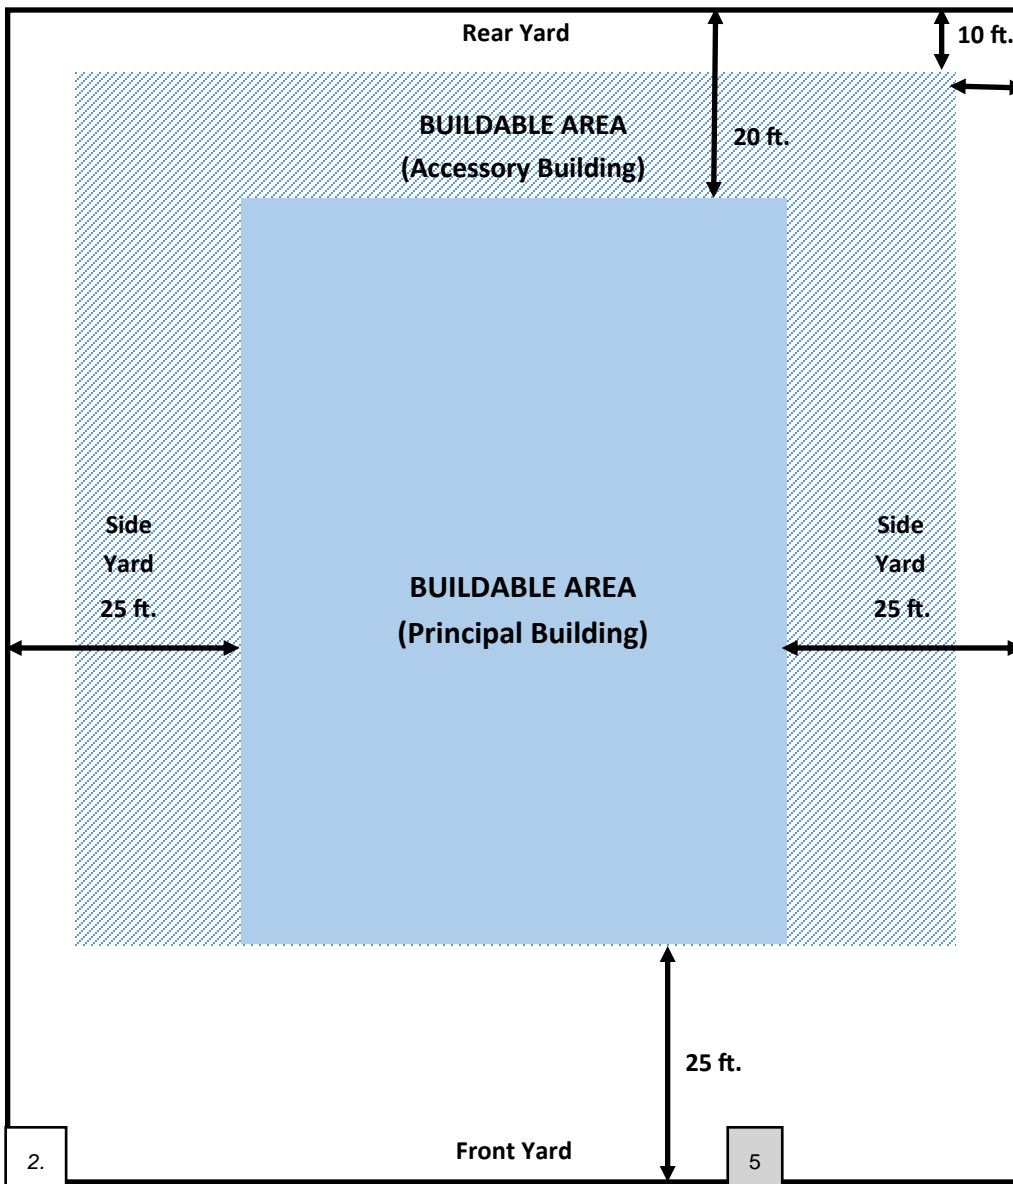 Rear Yard
10 ft.
BUILDABLE AREA
(Accessory Building)
20 ft.
Side
Yard
25 ft.
Side
Yard
25 ft.
BUILDABLE AREA
(Principal Building)
25 ft.
Front Yard
2.
5